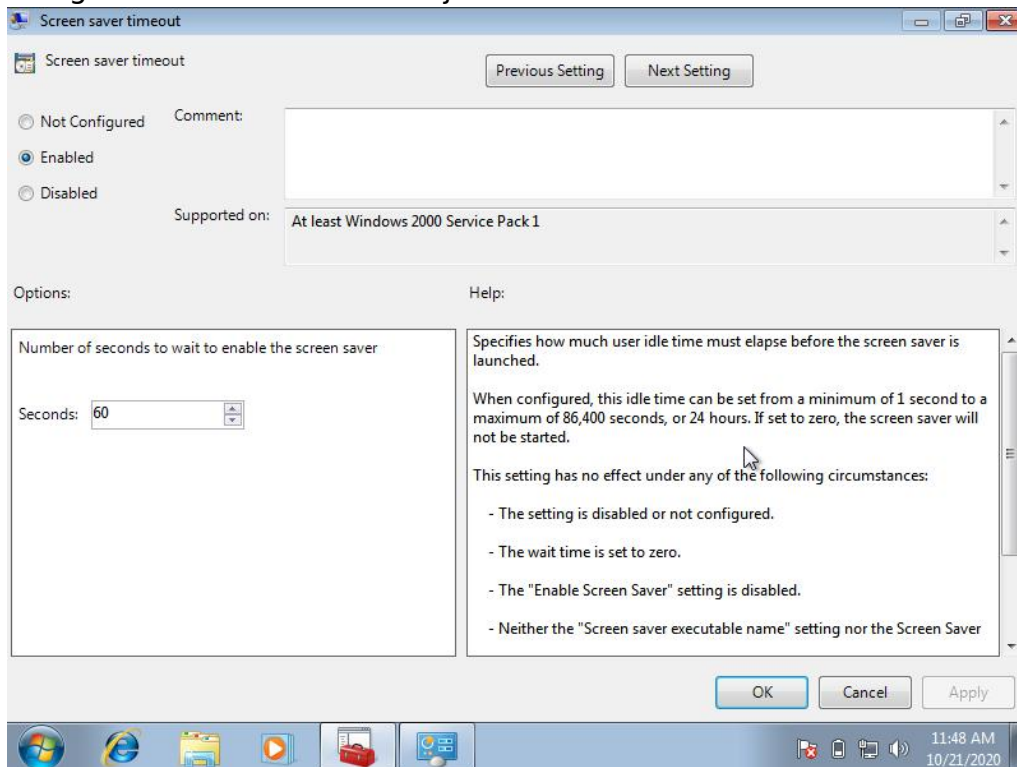 Screen saver timeout
Screen saver timeout
Previous Setting
Next Setting
Not Configured
Comment:
Enabled
Disabled
Supported on:
At least Windows 2000 Service Pack 1
Options:
Help:
Number of seconds to wait to enable the screen saver
Seconds: 60
Specifies how much user idle time must elapse before the screen saver is
launched.
When configured, this idle time can be set from a minimum of 1 second to a
maximum of 86,400 seconds, or 24 hours. If set to zero, the screen saver will
not be started.
This setting has no effect under any of the following circumstances:
- The setting is disabled or not configured.
- The wait time is set to zero.
- The "Enable Screen Saver" setting is disabled.
- Neither the "Screen saver executable name" setting nor the Screen Saver
OK
Cancel
Apply
11:48 AM
10/21/2020